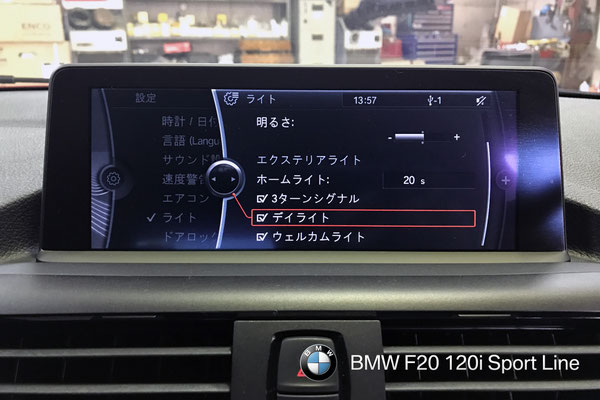 ENCO
設定
ライト
13:57
-1
時計 / 日付
言語 (Langu
サウンド設
速度警告
エアコン
ライト
ドアロック
明るさ:
- +
エクステリアライト
ホームライト:
20 s
3ターンシグナル
デイライト
ウェルカムライト
BMW
BMW F20 120i Sport Line